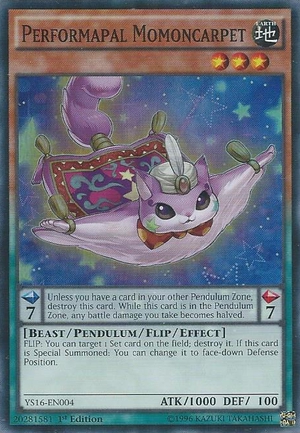 PERFORMAPAL MOMONCARPET
EARTH
地
7
Unless you have a card in your other Pendulum Zone,
destroy this card. While this card is in the Pendulum
Zone, any battle damage you take becomes halved.
7
[BEAST/PENDULUM/FLIP/EFFECT]
FLIP: You can target 1 Set card on the field; destroy it. If this card
is Special Summoned: You can change it to face-down Defense
Position.
YS16-EN004
ATK/1000 DEF/ 100
20281581 1st Edition
©1996 KAZUKI TAKAHASHI